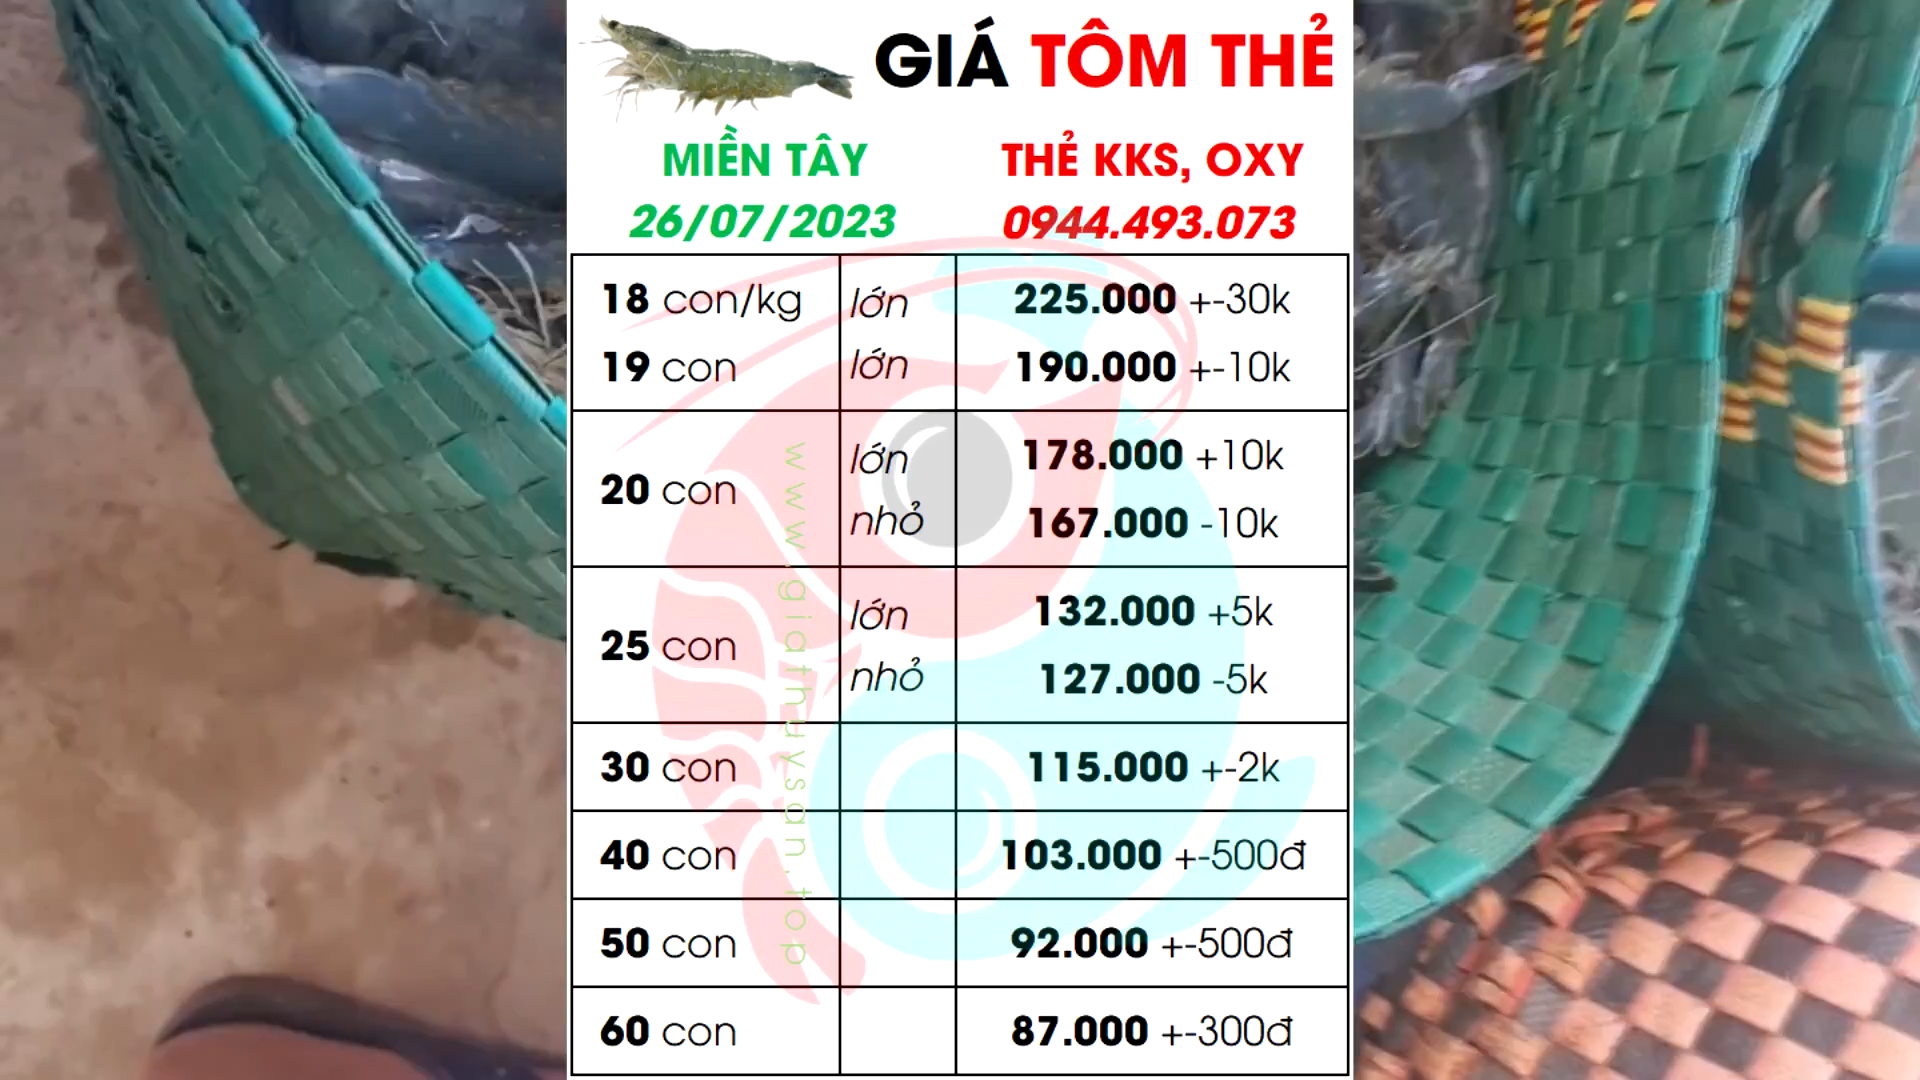 GIÁ TÔM THẺ
MIỀN TÂY
THẺ KKS, OXY
26/07/2023
0944.493.073
18 con/kg lớn 225.000 +-30k
19 con lớn 190.000 +-10k
20 con lớn 178.000 +10k
nhỏ 167.000 -10k
25 con lớn 132.000 +5k
nhỏ 127.000 -5k
30 con 115.000 +-2k
40 con 103.000 +-500đ
50 con 92.000 +-500đ
60 con 87.000 +-300đ
www.giathuysan.top